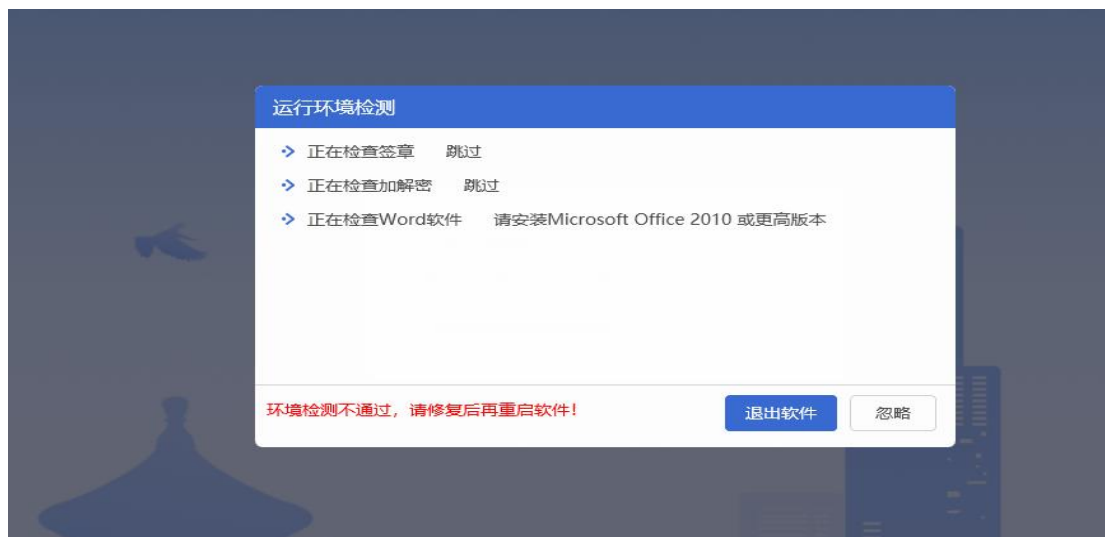 运行环境检测
正在检查签章 跳过
正在检查加解密 跳过
正在检查Word软件 请安装Microsoft Office 2010 或更高版本
环境检测不通过，请修复后再重启软件！
退出软件 忽略